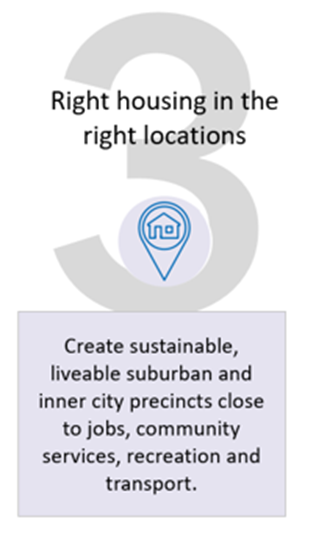 3
Right housing in the
right locations
Create sustainable,
liveable suburban and
inner city precincts close
to jobs, community
services, recreation and
transport.